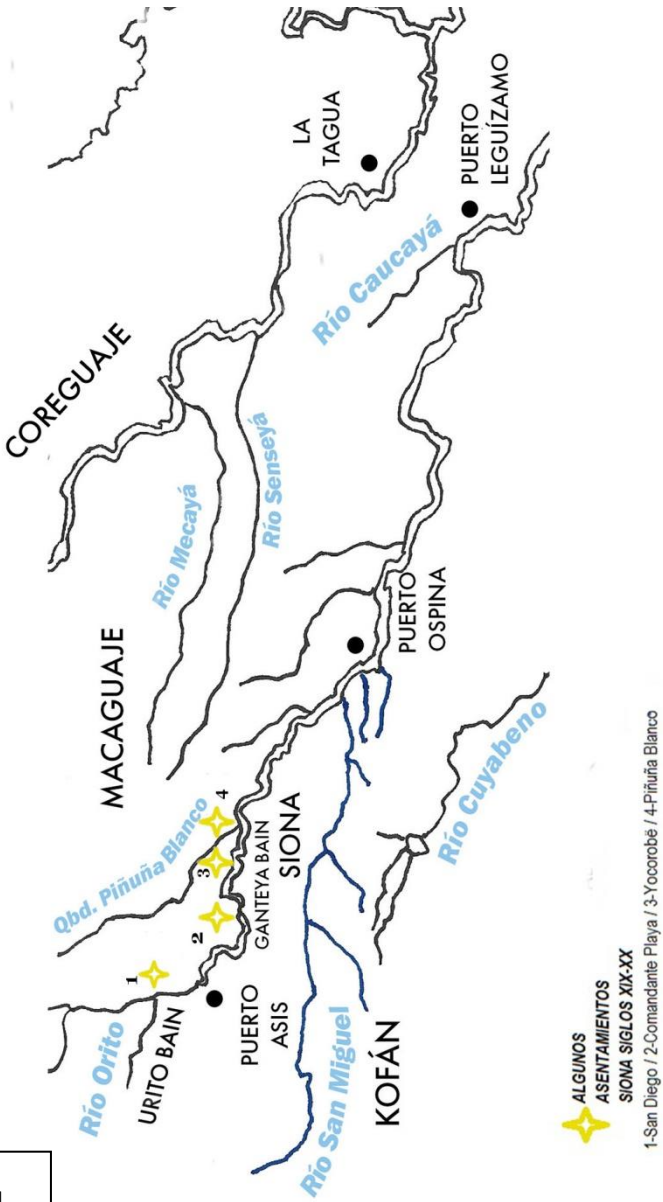 COREGUAJE
LA
TAGUA
MACAGUAJE
Río Mecayá
Río Senseyá
Río Caucayá
PUERTO
LEGUÍZAMO
Qbd. Piñuña Blanco
Río Orito
1
2
3
4
URITO BAIN
GANTEYA BAIN
SIONA
PUERTO
ASIS
PUERTO
OSPINA
Río San Miguel
KOFÁN
Río Cuyabeno
ALGUNOS
ASENTAMIENTOS
SIONA SIGLOS XIX-XX
1-San Diego / 2-Comandante Playa / 3-Yocorobé / 4-Piñuña Blanco